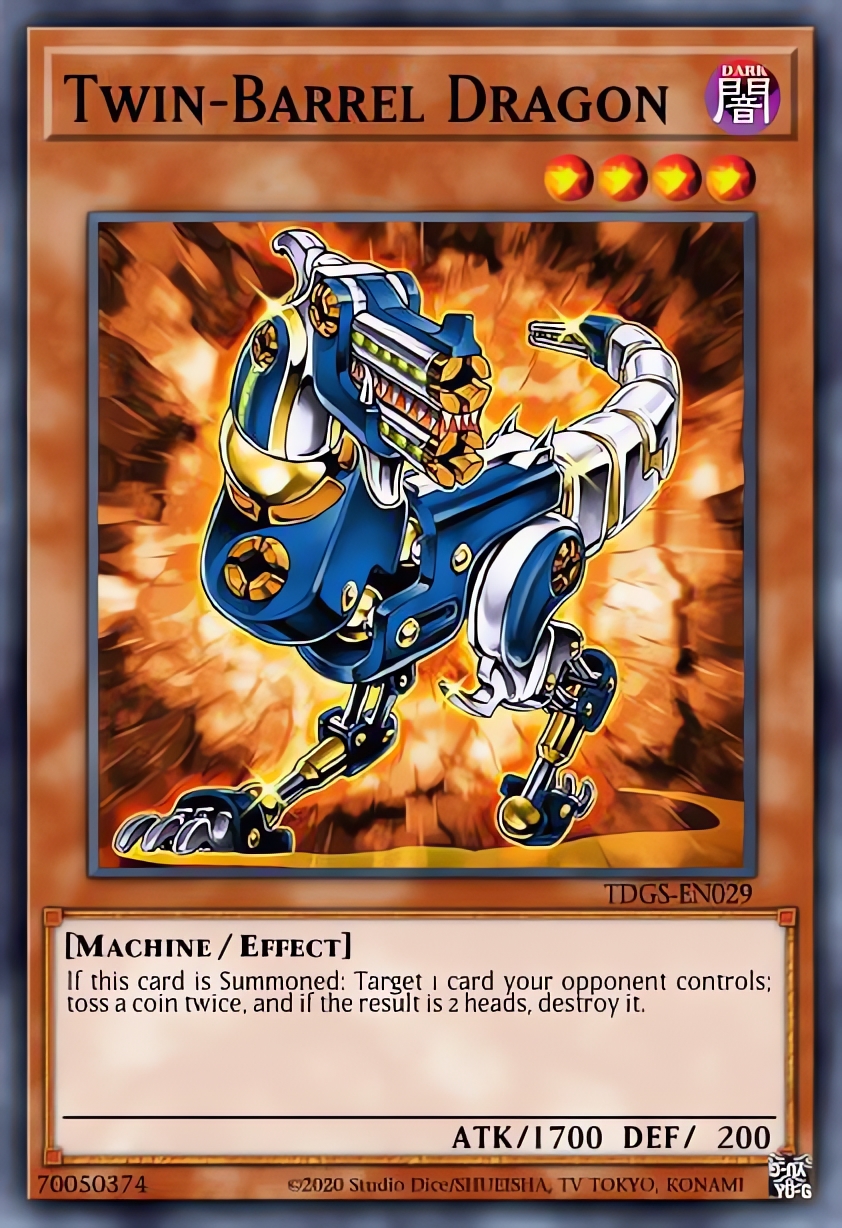 Twin-Barrel Dragon
DARK
闇
TDGS-EN029
[Machine / Effect]
If this card is Summoned: Target 1 card your opponent controls;
toss a coin twice, and if the result is 2 heads, destroy it.
ATK/1700 DEF/ 200
70050374
©2020 Studio Dice/SHUEISHA, TV TOKYO, KONAMI